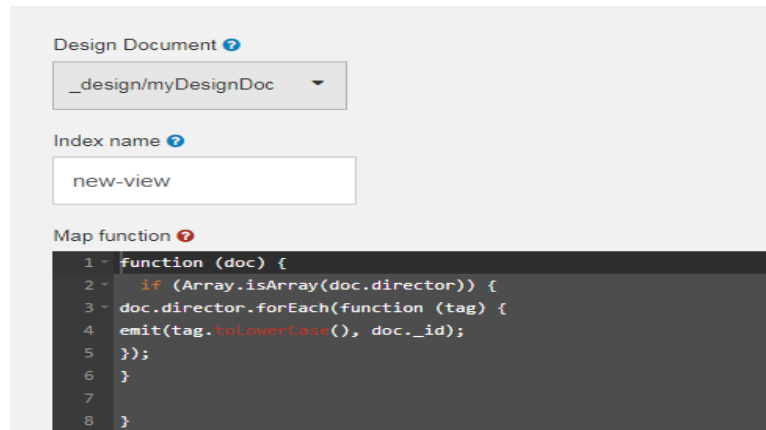 Design Document
_design/myDesignDoc
Index name
new-view
Map function
1 function (doc) {
2 if (Array.isArray(doc.director)) {
3 doc.director.forEach(function (tag) {
4 emit(tag.toLowerCase(), doc._id);
5 });
6 }
7
8 }